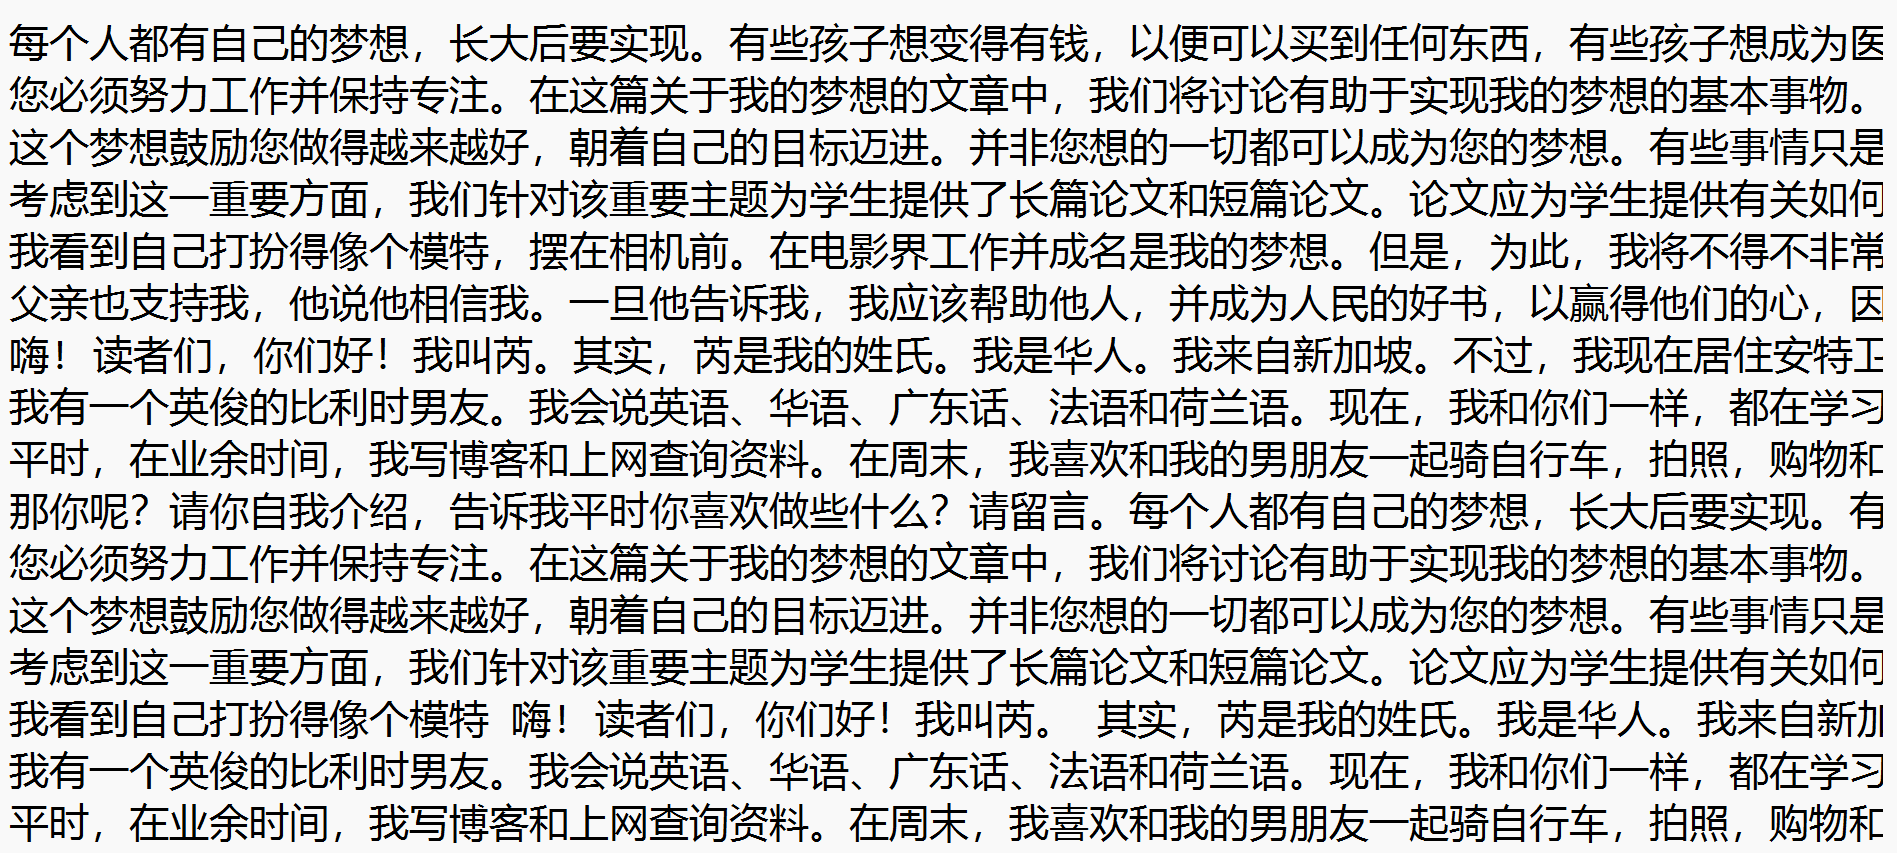 每个人都有自己的梦想，长大后要实现。有些孩子想变得有钱，以便可以买到任何东西，有些孩子想成为医
您必须努力工作并保持专注。在这篇关于我的梦想的文章中，我们将讨论有助于实现我的梦想的基本事物。
这个梦想鼓励您做得越来越好，朝着自己的目标迈进。并非您想的一切都可以成为您的梦想。有些事情只是
考虑到这一重要方面，我们针对该重要主题为学生提供了长篇论文和短篇论文。论文应为学生提供有关如何
我看到自己打扮得像个模特，摆在相机前。在电影界工作并成名是我的梦想。但是，为此，我将不得不非常
父亲也支持我，他说他相信我。一旦他告诉我，我应该帮助他人，并成为人民的好书，以赢得他们的心，因
嗨！读者们，你们好！我叫芮。其实，芮是我的姓氏。我是华人。我来自新加坡。不过，我现在居住安特卫
我有一个英俊的比利时男友。我会说英语、华语、广东话、法语和荷兰语。现在，我和你们一样，都在学习
平时，在业余时间，我写博客和上网查询资料。在周末，我喜欢和我的男朋友一起骑自行车，拍照，购物和
那你呢？请你自我介绍，告诉我平时你喜欢做些什么？请留言。每个人都有自己的梦想，长大后要实现。有
您必须努力工作并保持专注。在这篇关于我的梦想的文章中，我们将讨论有助于实现我的梦想的基本事物。
这个梦想鼓励您做得越来越好，朝着自己的目标迈进。并非您想的一切都可以成为您的梦想。有些事情只是
考虑到这一重要方面，我们针对该重要主题为学生提供了长篇论文和短篇论文。论文应为学生提供有关如何
我看到自己打扮得像个模特 嗨！读者们，你们好！我叫芮。 其实，芮是我的姓氏。我是华人。我来自新加
我有一个英俊的比利时男友。我会说英语、华语、广东话、法语和荷兰语。现在，我和你们一样，都在学习
平时，在业余时间，我写博客和上网查询资料。在周末，我喜欢和我的男朋友一起骑自行车，拍照，购物和